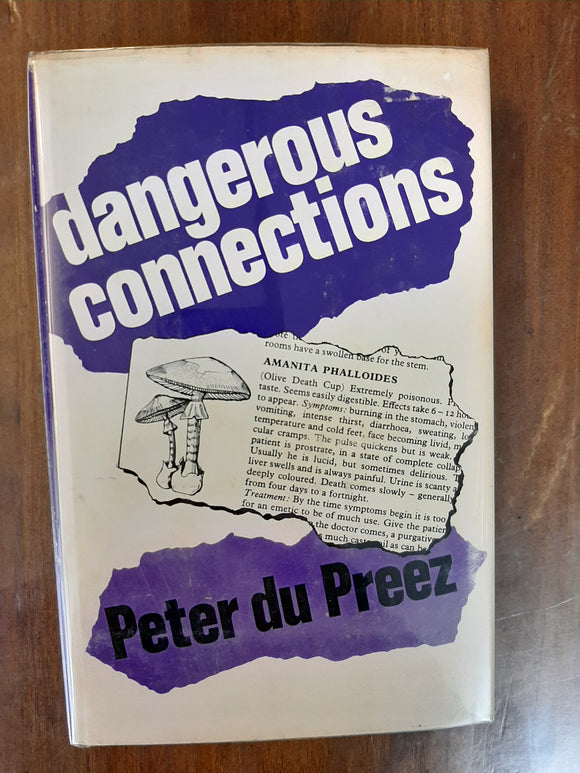 dangerous
connections
rooms have a swollen base for the stem.
AMANITA PHALLOIDES
(Olive Death Cup) Extremely poisonous.
taste. Seems easily digestible. Effects take 6 – 12
to appear. Symptoms: burning in the stomach,
vomiting, intense thirst, diarrhoea, sweating,
temperature and cold feet, face becoming livid,
cular cramps. The pulse quickens but is weak.
patient is prostrate, in a state of complete
Usually he is lucid, but sometimes delirious.
liver swells and is always painful. Urine is scanty
deeply coloured. Death comes slowly – generally
from four days to a fortnight.
Treatment: By the time symptoms begin it is too
for an emetic to be of much use. Give the
the doctor comes, a purgative
much as can be
Peter du Preez